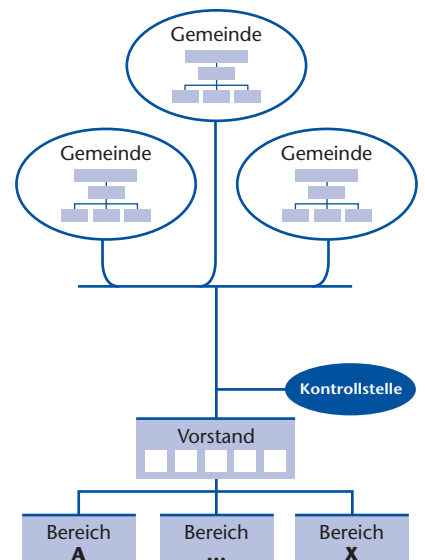 Gemeinde
Gemeinde
Gemeinde
Kontrollstelle
Vorstand
Bereich
A
Bereich
...
Bereich
X